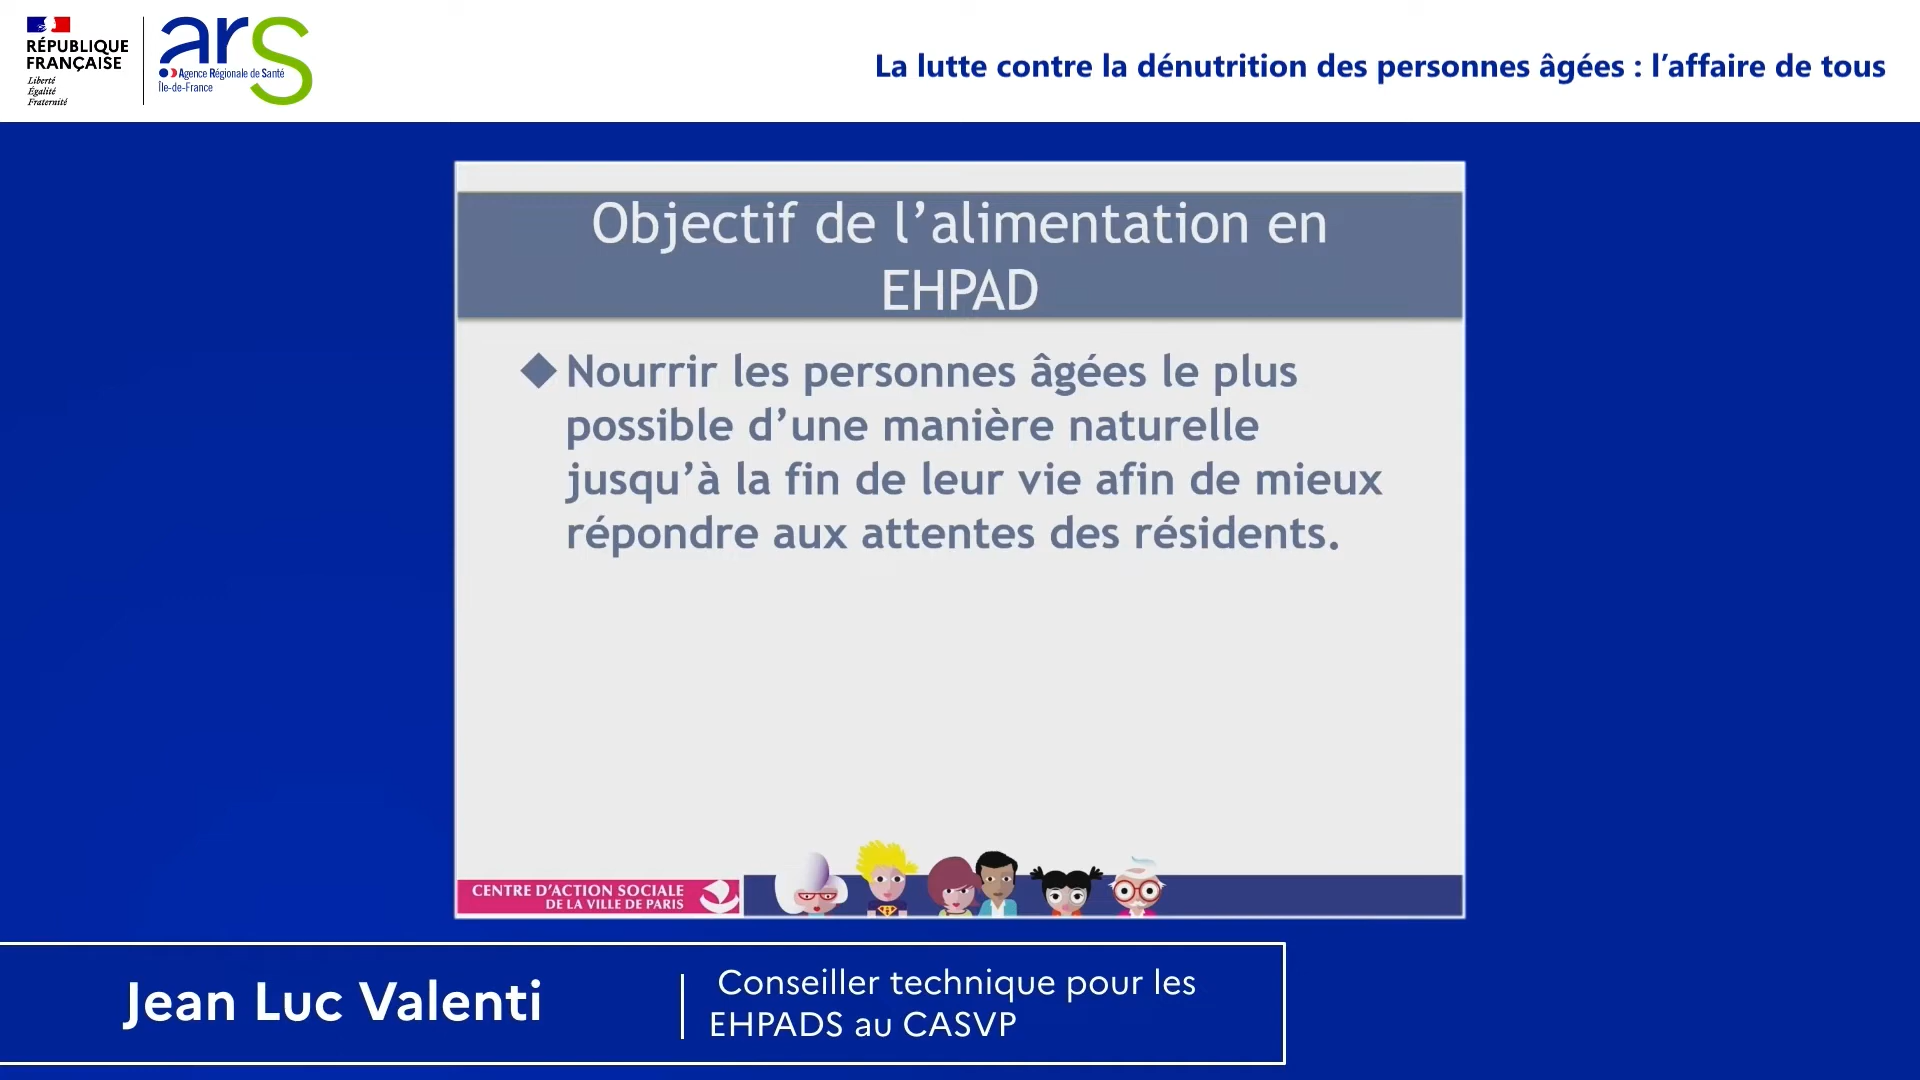 RÉPUBLIQUE
FRANÇAISE
Liberté
Égalité
Fraternité
ars
Agence Régionale de Santé
Île-de-France
La lutte contre la dénutrition des personnes âgées : l’affaire de tous
Objectif de l’alimentation en
EHPAD
Nourrir les personnes âgées le plus
possible d’une manière naturelle
jusqu’à la fin de leur vie afin de mieux
répondre aux attentes des résidents.
CENTRE D’ACTION SOCIALE
DE LA VILLE DE PARIS
Jean Luc Valenti
Conseiller technique pour les
EHPADS au CASVP